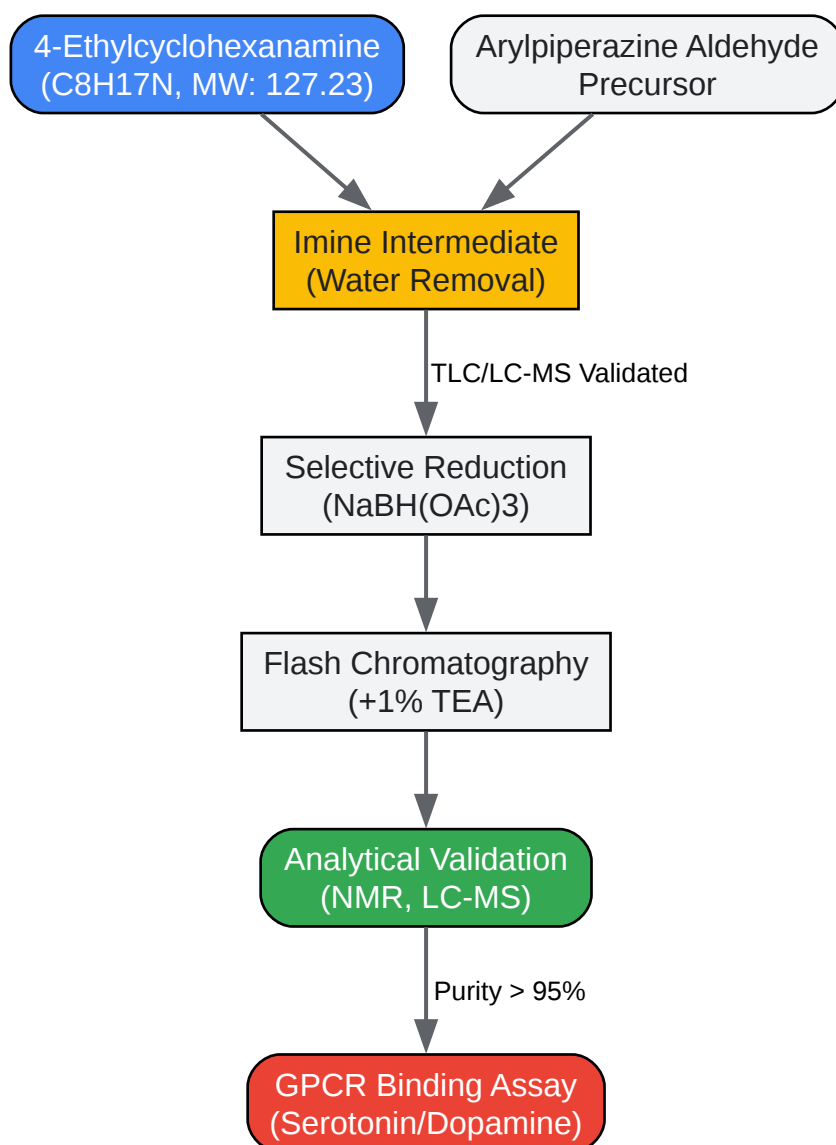 4-Ethylcyclohexanamine
(C8H17N, MW: 127.23)
Arylpiperazine Aldehyde
Precursor
Imine Intermediate
(Water Removal)
TLC/LC-MS Validated
Selective Reduction
(NaBH(OAc)3)
Flash Chromatography
(+1% TEA)
Analytical Validation
(NMR, LC-MS)
Purity > 95%
GPCR Binding Assay
(Serotonin/Dopamine)